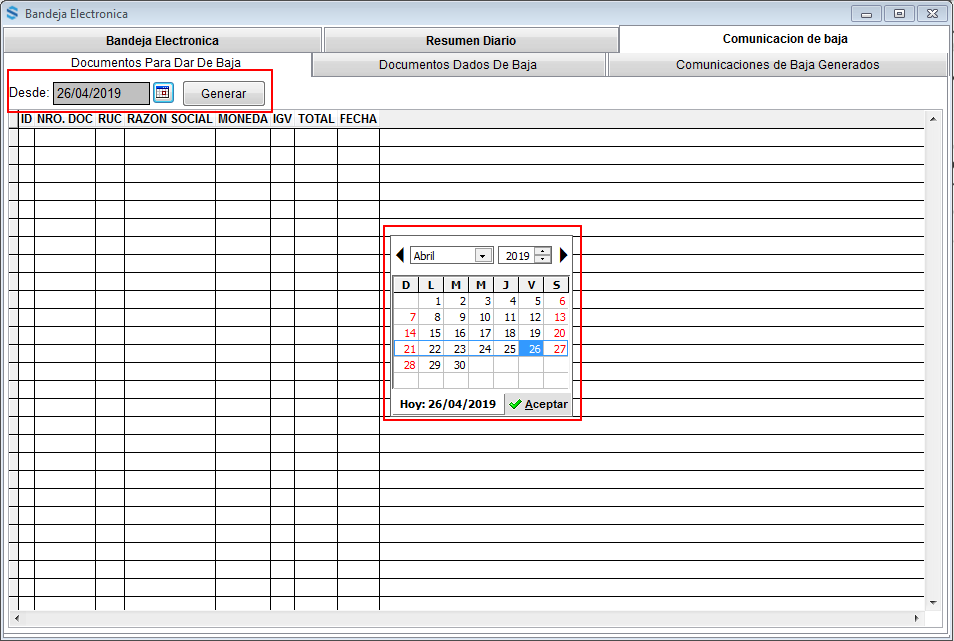 Bandeja Electronica
Bandeja Electronica Resumen Diario Comunicacion de baja
Documentos Para Dar De Baja Documentos Dados De Baja Comunicaciones de Baja Generados
Desde: 26/04/2019 Generar
ID NRO. DOC RUC RAZON SOCIAL MONEDA IGV TOTAL FECHA
Abril 2019
D L M M J V S
1 2 3 4 5 6
7 8 9 10 11 12 13
14 15 16 17 18 19 20
21 22 23 24 25 26 27
28 29 30
Hoy: 26/04/2019 Aceptar